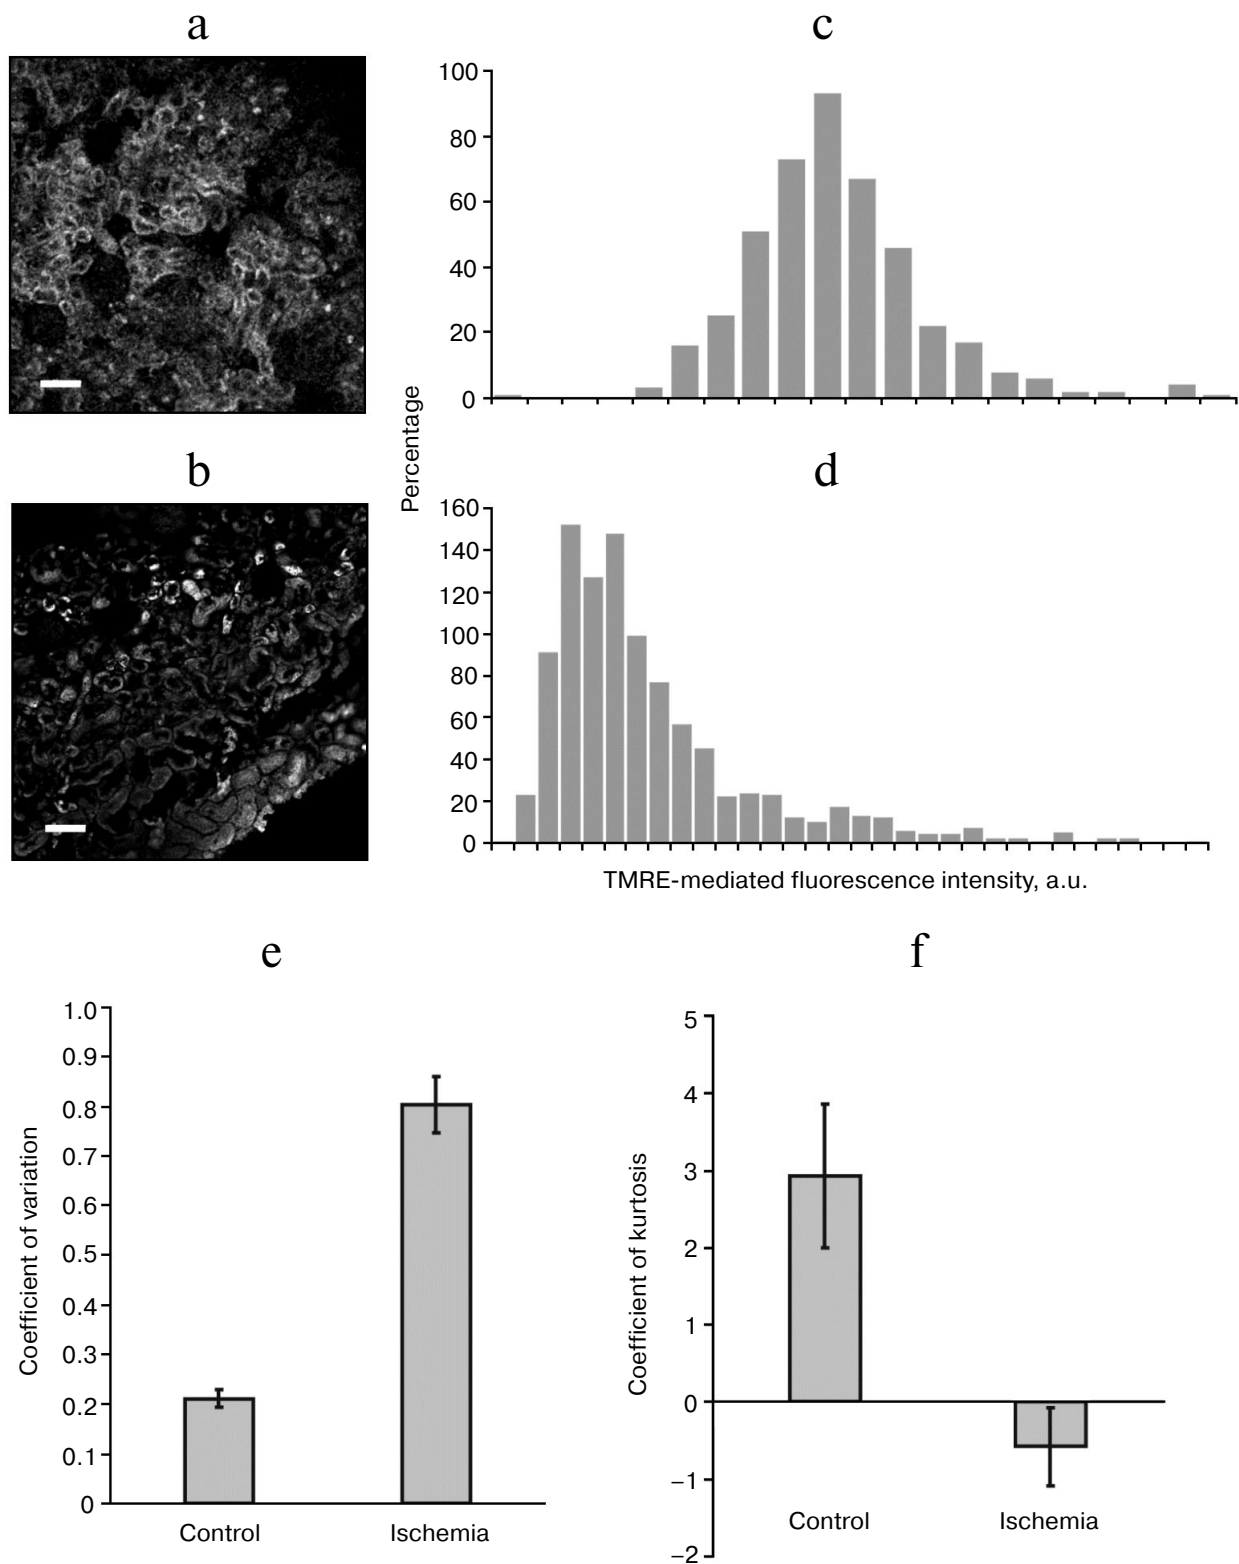 a
c
100
80
60
40
20
0
Percentage
b
d
160
140
120
100
80
60
40
20
0
TMRE-mediated fluorescence intensity, a.u.
e
f
1.0
0.9
0.8
0.7
0.6
0.5
0.4
0.3
0.2
0.1
0
Coefficient of variation
Control
Ischemia
5
4
3
2
1
0
−1
−2
Coefficient of kurtosis
Control
Ischemia